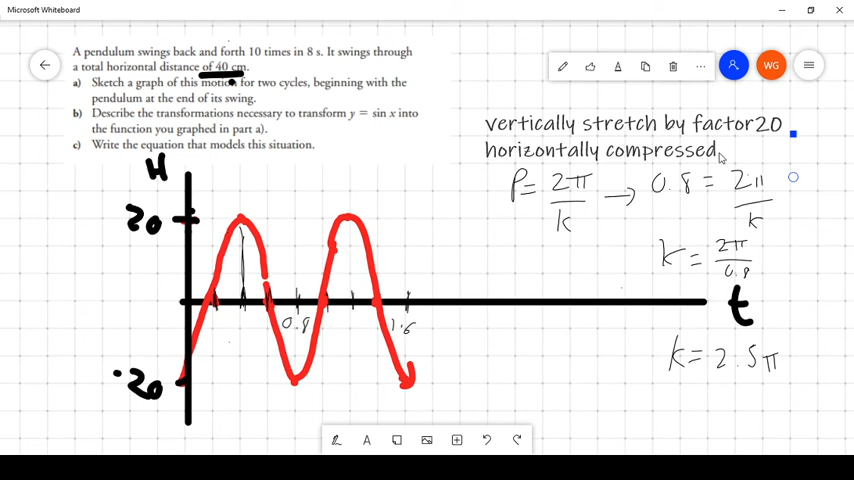 Microsoft Whiteboard
A pendulum swings back and forth 10 times in 8 s. It swings through
a total horizontal distance of 40 cm.
a) Sketch a graph of this motion for two cycles, beginning with the
pendulum at the end of its swing.
b) Describe the transformations necessary to transform y = sin x into
the function you graphed in part a).
c) Write the equation that models this situation.
WG
vertically stretch by factor20
horizontally compressed
P = 2π/k → 0.8 = 2π/k
k = 2π/0.8
k = 2.5π
H
20
0.8
1.6
t
-20